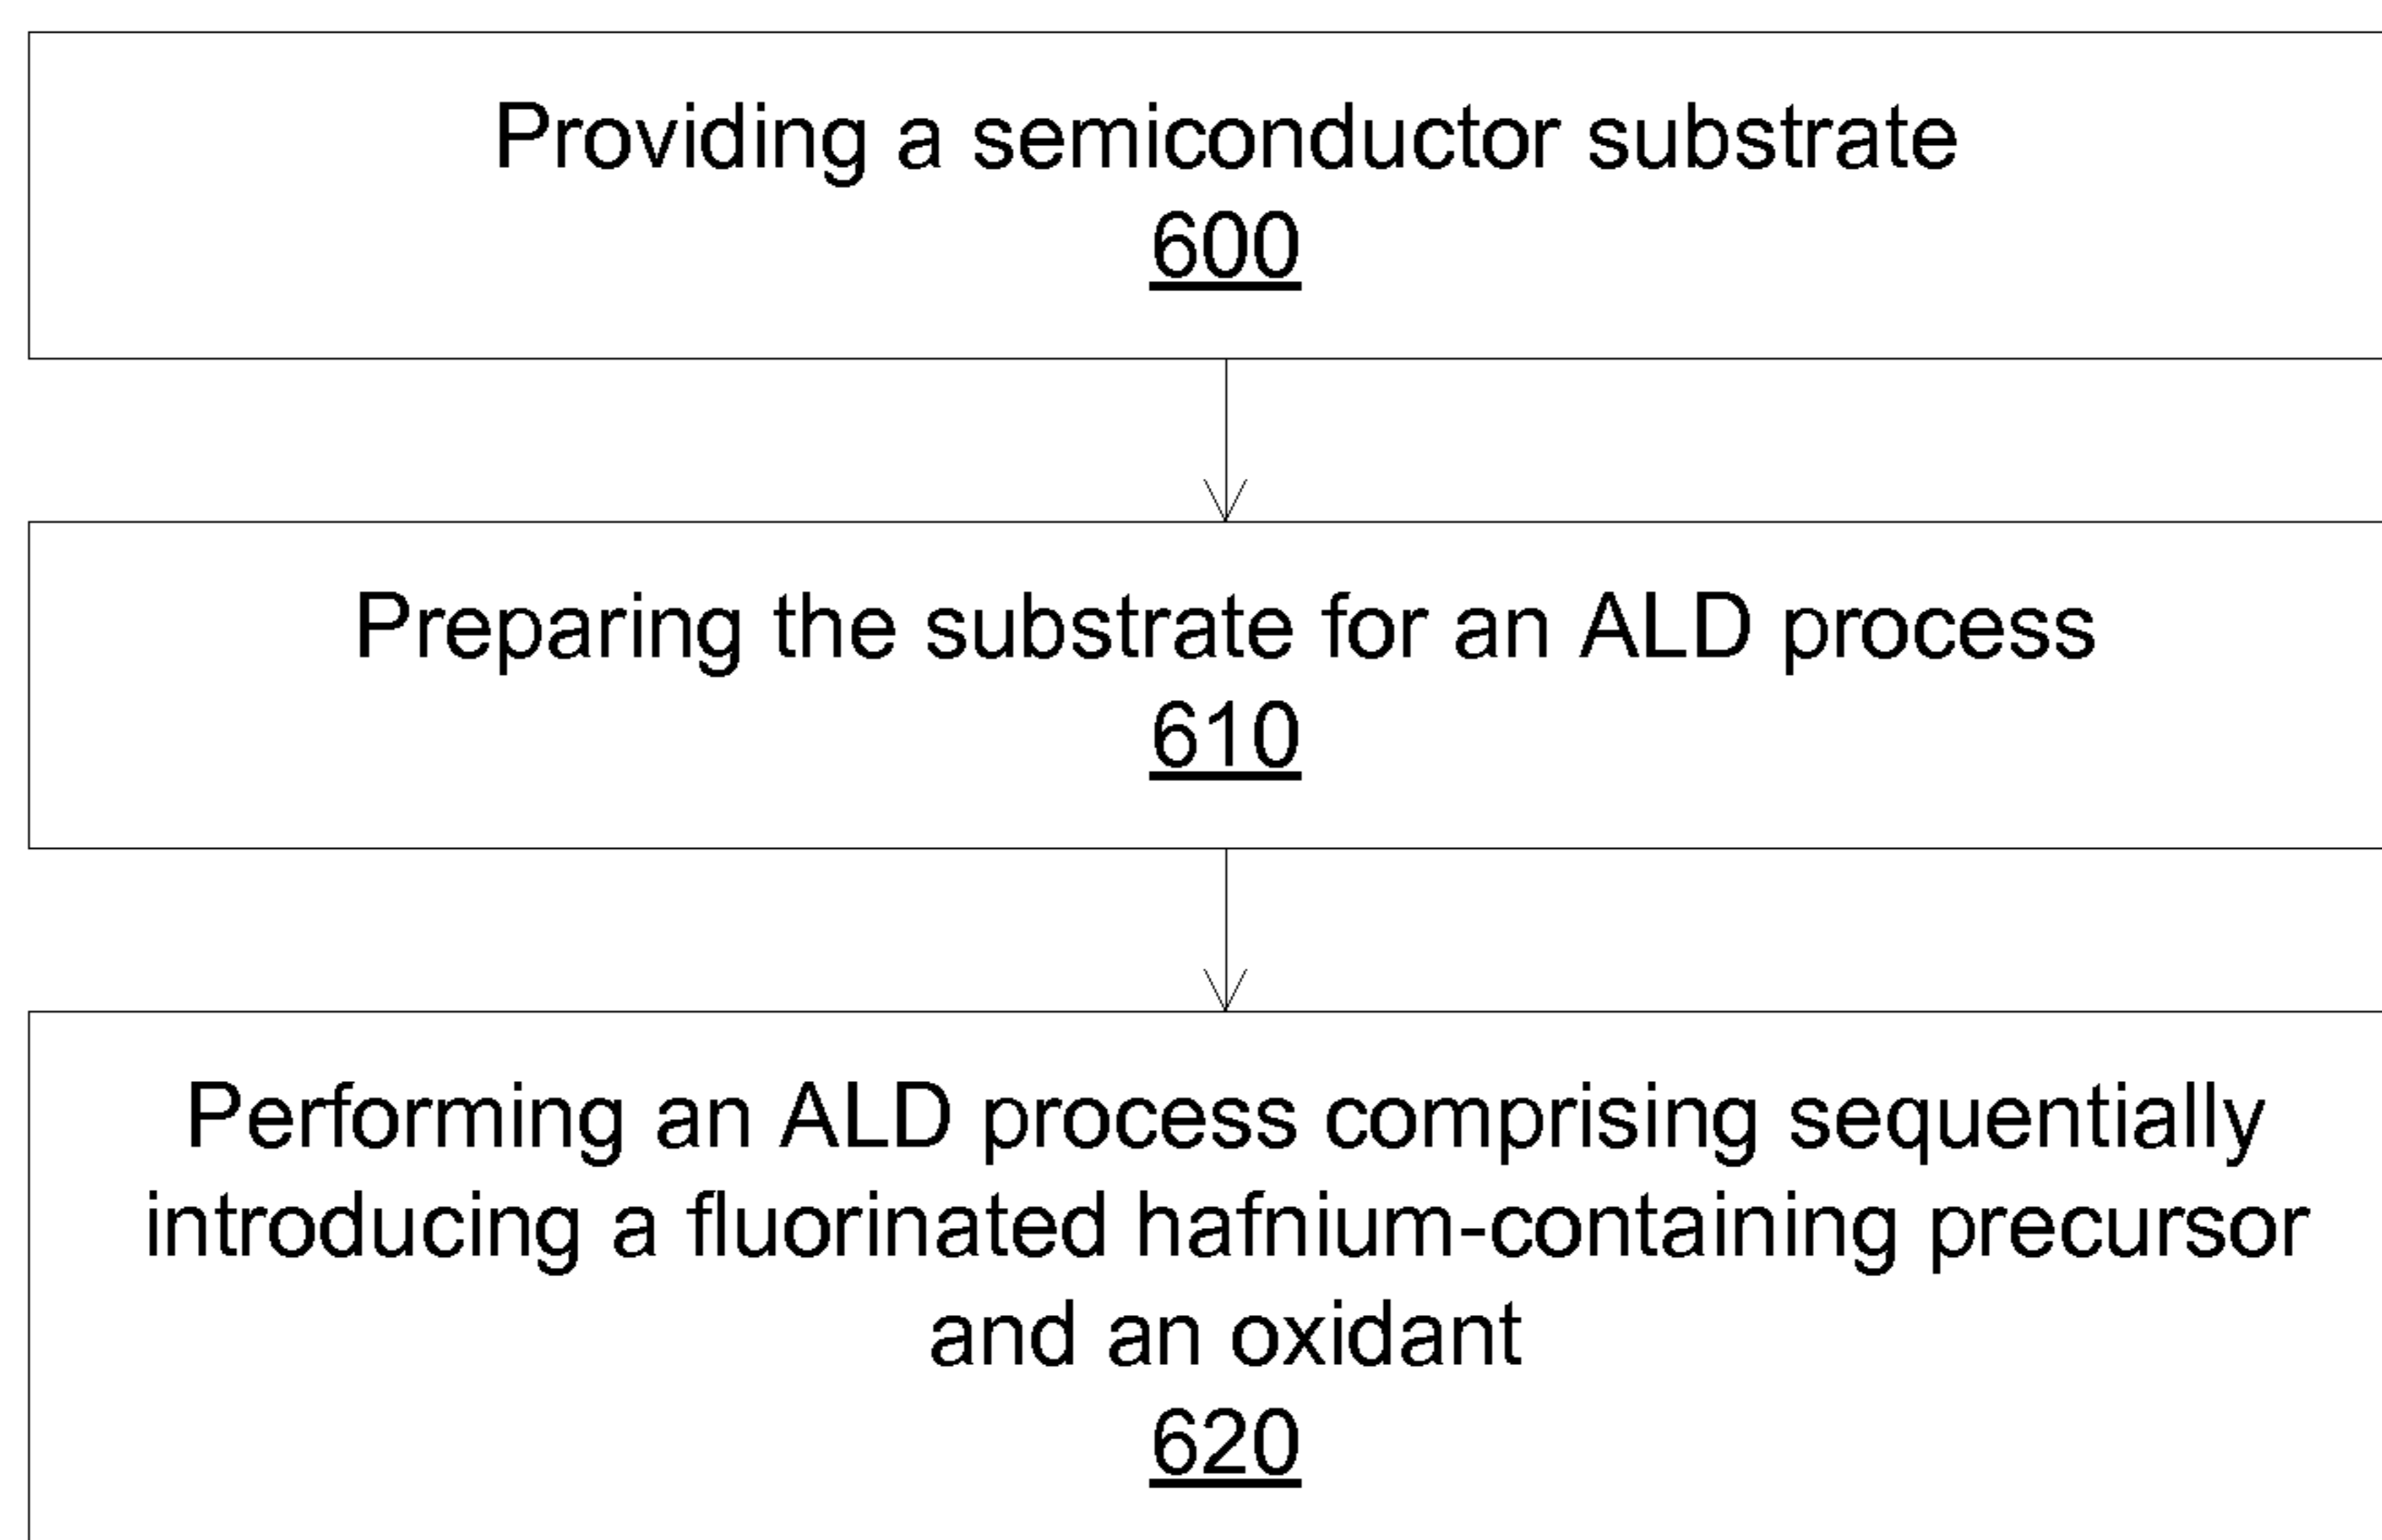 Providing a semiconductor substrate
600
Preparing the substrate for an ALD process
610
Performing an ALD process comprising sequentially
introducing a fluorinated hafnium-containing precursor
and an oxidant
620